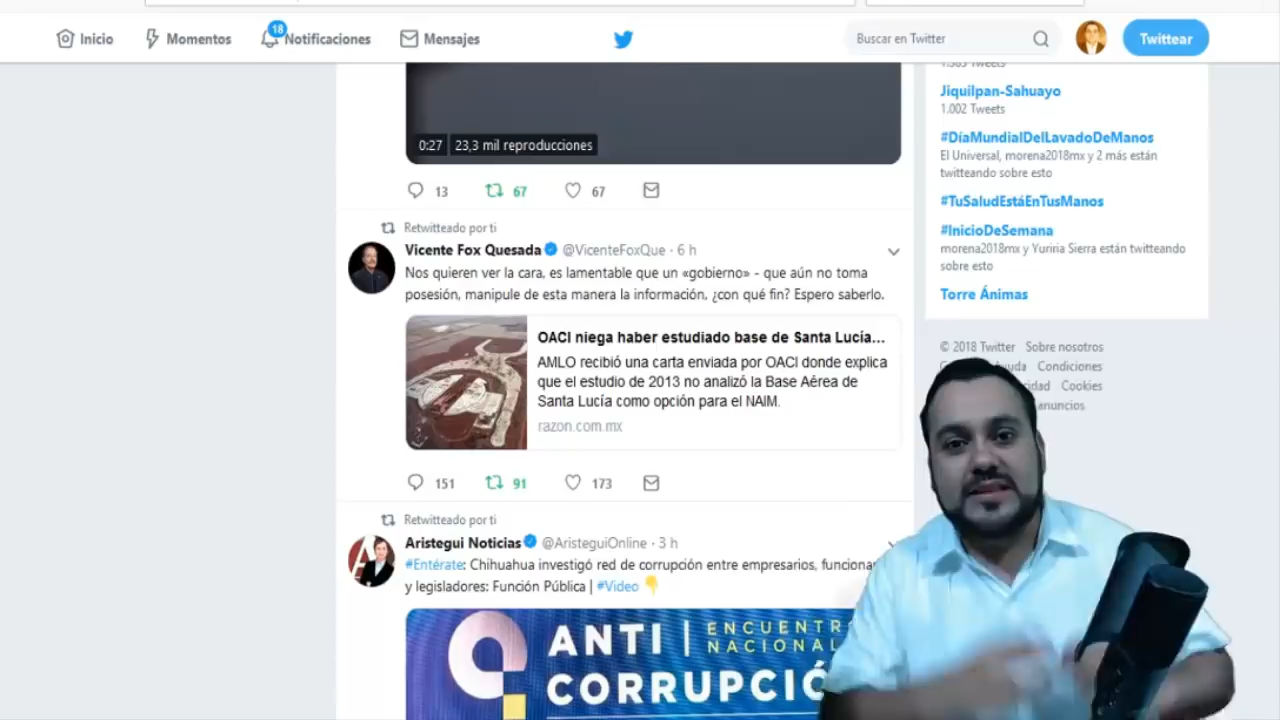 Inicio
Momentos
18
Notificaciones
Mensajes
Buscar en Twitter
Twittear
0:27 23,3 mil reproducciones
13 67 67
Retwitteado por ti
Vicente Fox Quesada @VicenteFoxQue · 6 h
Nos quieren ver la cara, es lamentable que un «gobierno» - que aún no toma
posesión, manipule de esta manera la información, ¿con qué fin? Espero saberlo.
OACI niega haber estudiado base de Santa Lucía...
AMLO recibió una carta enviada por OACI donde explica
que el estudio de 2013 no analizó la Base Aérea de
Santa Lucía como opción para el NAIM.
razon.com.mx
151 91 173
Retwitteado por ti
Aristegui Noticias @AristeguiOnline · 3 h
#Entérate: Chihuahua investigó red de corrupción entre empresarios, funcionar
y legisladores: Función Pública | #Video 👇
ANTI
CORRUPCIÓ
ENCUENTR
NACIONAL
Tweets
Jiquilpan-Sahuayo
1.002 Tweets
#DíaMundialDelLavadoDeManos
El Universal, morena2018mx y 2 más están
twitteando sobre esto
#TuSaludEstáEnTusManos
#InicioDeSemana
morena2018mx y Yuriria Sierra están twitteando
sobre esto
Torre Ánimas
© 2018 Twitter Sobre nosotros
Condiciones
Cookies
anuncios